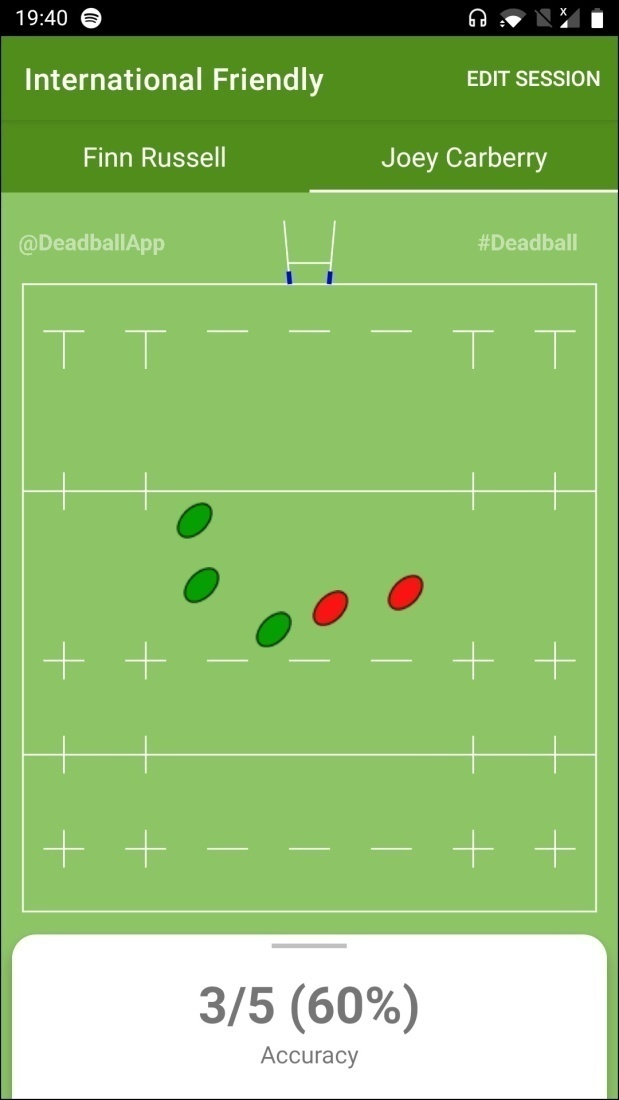 19:40
x
International Friendly
EDIT SESSION
Finn Russell
Joey Carberry
@DeadballApp
#Deadball
3/5 (60%)
Accuracy